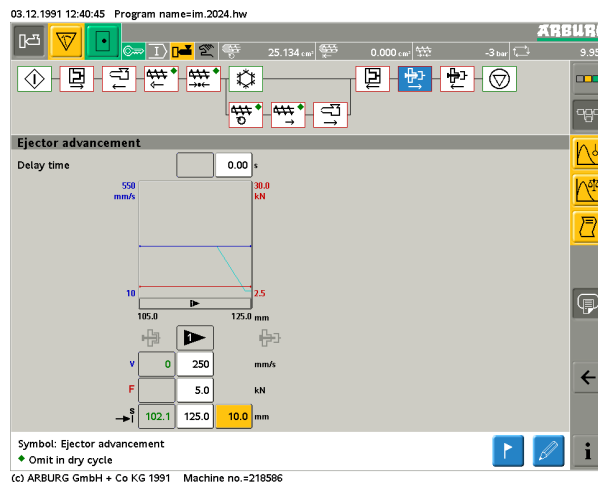 03.12.1991 12:40:45 Program name=im.2024.hw
ARBURG
25.134 cm³ 0.000 cm³ -3 bar 9.95
Ejector advancement
Delay time 0.00 s
550 30.0
mm/s kN
10 2.5
105.0 125.0 mm
1
v 0 250 mm/s
F 5.0 kN
s 102.1 125.0 10.0 mm
Symbol: Ejector advancement
Omit in dry cycle
(c) ARBURG GmbH + Co KG 1991 Machine no.=218586